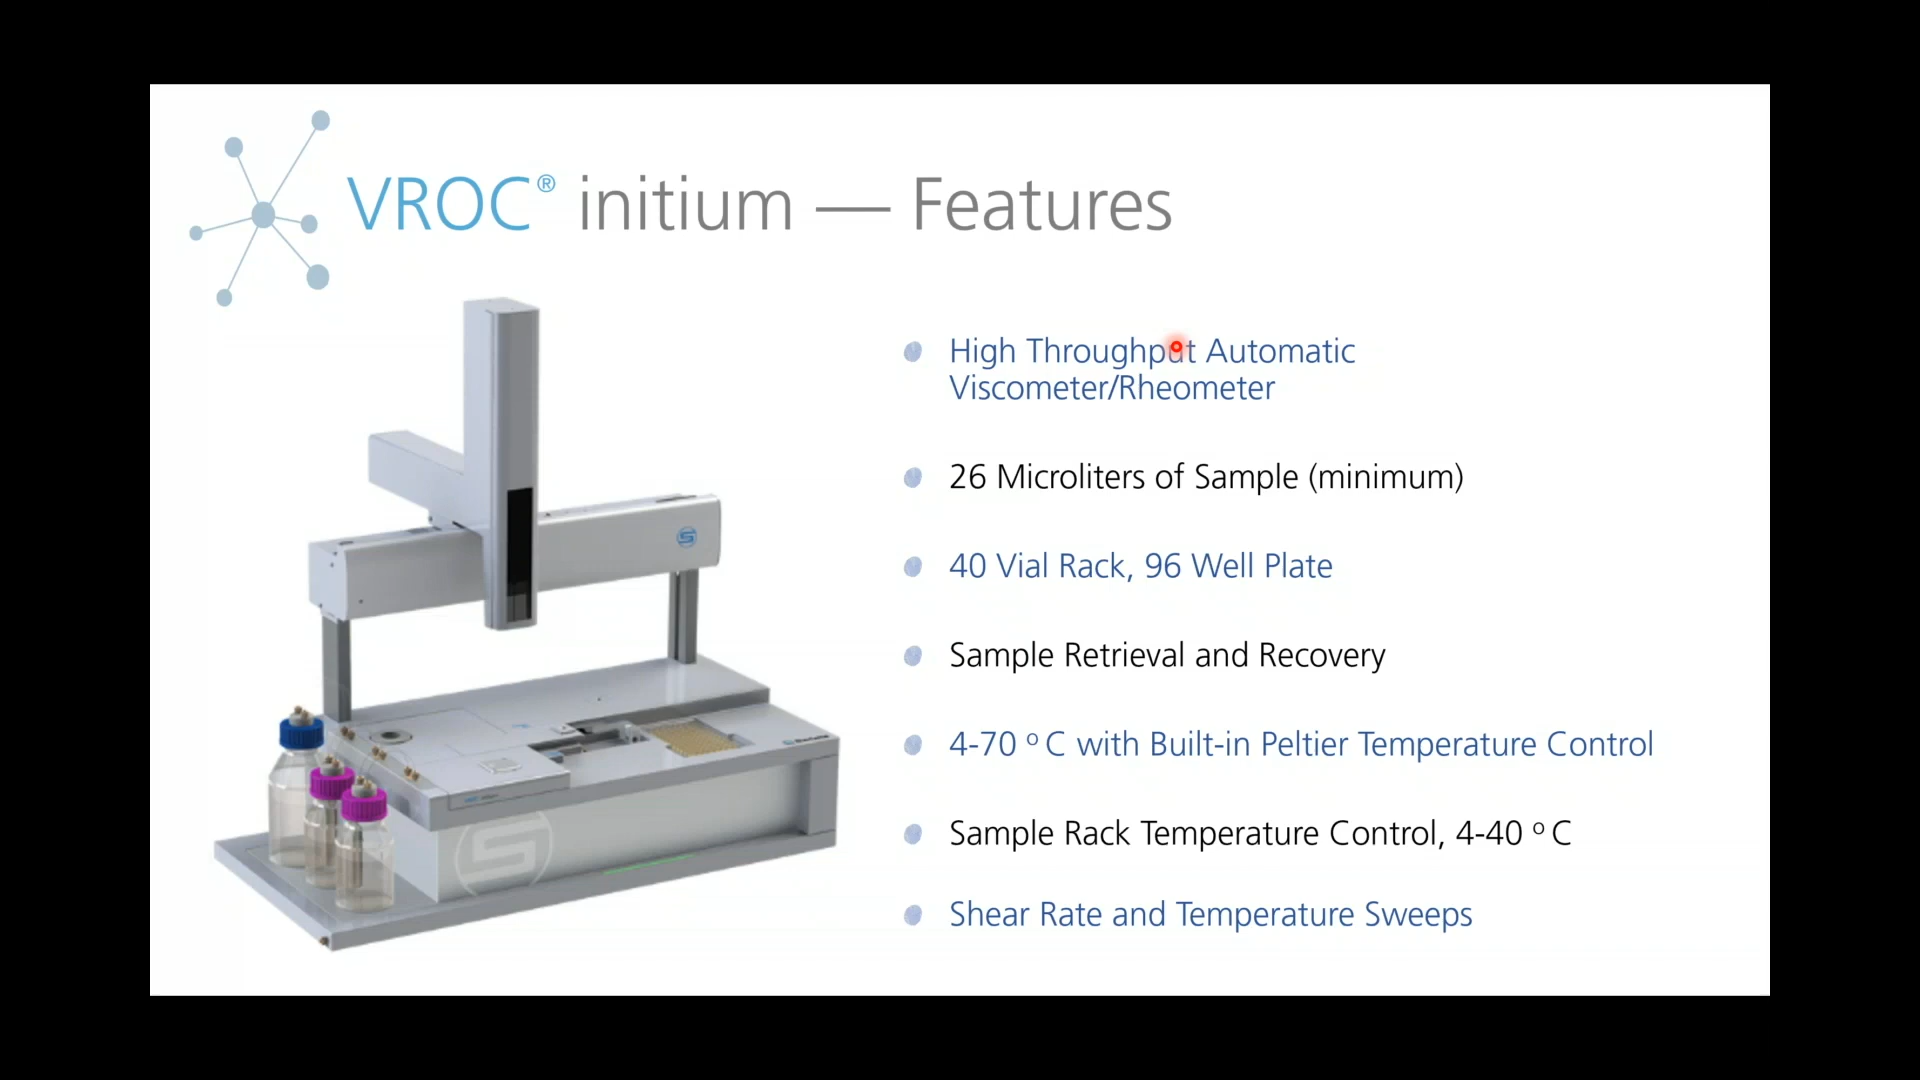 VROC® initium — Features
High Throughput Automatic
Viscometer/Rheometer
26 Microliters of Sample (minimum)
40 Vial Rack, 96 Well Plate
Sample Retrieval and Recovery
4-70 ° C with Built-in Peltier Temperature Control
Sample Rack Temperature Control, 4-40 ° C
Shear Rate and Temperature Sweeps